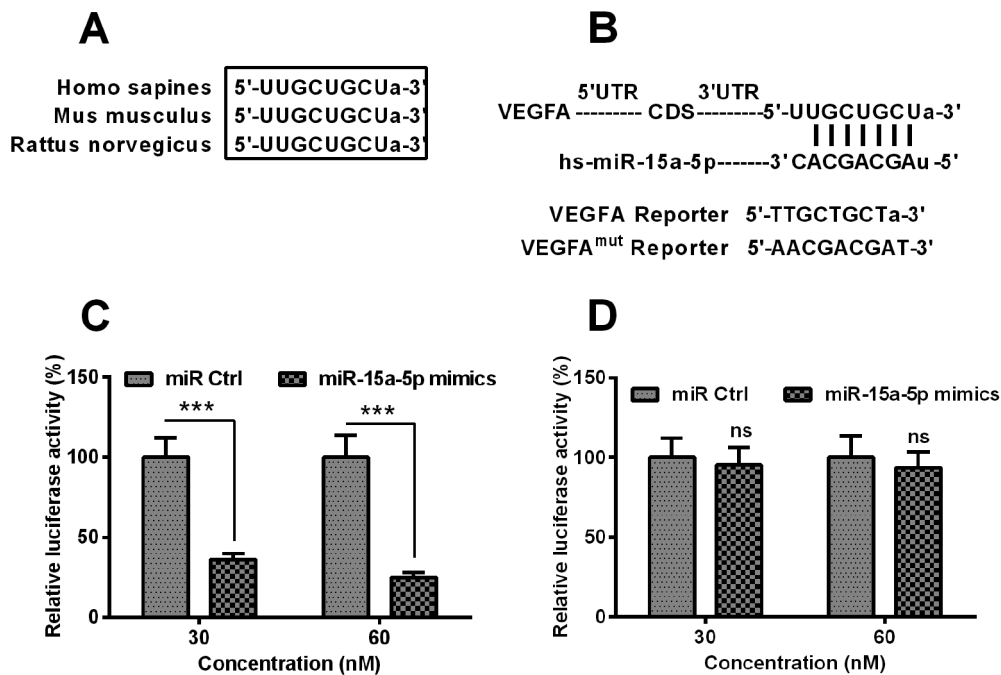 A
Homo sapines 5'-UUGCUGCUa-3'
Mus musculus 5'-UUGCUGCUa-3'
Rattus norvegicus 5'-UUGCUGCUa-3'
B
5'UTR 3'UTR
VEGFA --------- CDS---------5'-UUGCUGCUa-3'
hs-miR-15a-5p-------3'CACGACGAu-5'
VEGFA Reporter 5'-TTGCTGCTa-3'
VEGFAmut Reporter 5'-AACGACGAT-3'
C
Relative luciferase activity (%)
miR Ctrl miR-15a-5p mimics
150
100
50
0
*** ***
30 60
Concentration (nM)
D
Relative luciferase activity (%)
miR Ctrl miR-15a-5p mimics
150
100
50
0
ns ns
30 60
Concentration (nM)